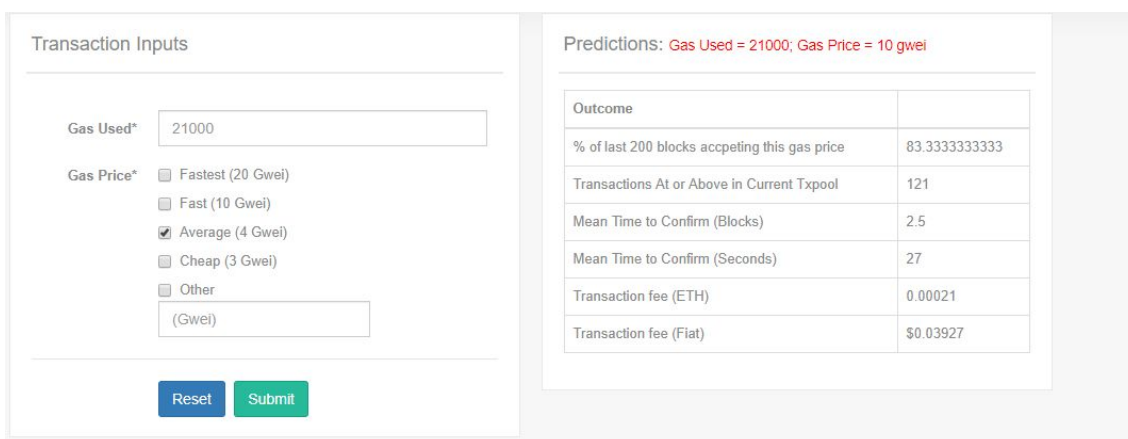 Transaction Inputs
Gas Used*
21000
Gas Price*
Fastest (20 Gwei)
Fast (10 Gwei)
Average (4 Gwei)
Cheap (3 Gwei)
Other
(Gwei)
Reset Submit
Predictions: Gas Used = 21000; Gas Price = 10 gwei
Outcome
% of last 200 blocks accpeting this gas price 83.3333333333
Transactions At or Above in Current Txpool 121
Mean Time to Confirm (Blocks) 2.5
Mean Time to Confirm (Seconds) 27
Transaction fee (ETH) 0.00021
Transaction fee (Fiat) $0.03927